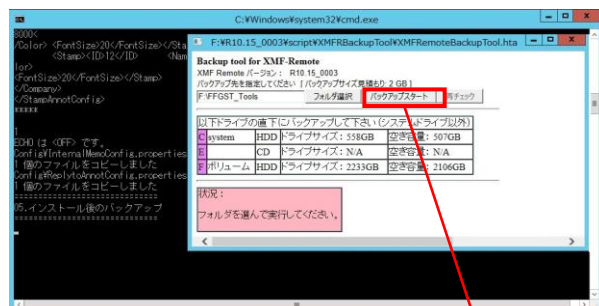 C:¥Windows¥system32¥cmd.exe
8000<
/Color> <FontSize>20</FontSize></Sta
<Stamp><ID>12</ID> <Nam
lor>
<FontSize>20</FontSize></Stamp>
</Company>
</StampAnnotConfig>
*****
1
ECHO は <OFF> です。
Config¥InternalMemoConfig.properties
1 個のファイルをコピーしました
Config¥ReplytoAnnotConfig.properties
1 個のファイルをコピーしました
==============================
05.インストール後のバックアップ
==============================
F:¥R10.15_0003¥script¥XMFRBackupTool¥XMFRemoteBackupTool.hta
Backup tool for XMF-Remote
XMF Remote バージョン： R10.15_0003
バックアップ先を指定してください [ バックアップサイズ見積もり: 2 GB ]
F:¥FFGST_Tools フォルダ選択 バックアップスタート 再チェック
以下ドライブの直下にバックアップして下さい(システムドライブ以外)
C system HDD ドライブサイズ： 558GB 空き容量： 507GB
E CD ドライブサイズ： N/A 空き容量： N/A
F ボリューム HDD ドライブサイズ： 2233GB 空き容量： 2106GB
状況：
フォルダを選んで実行してください。